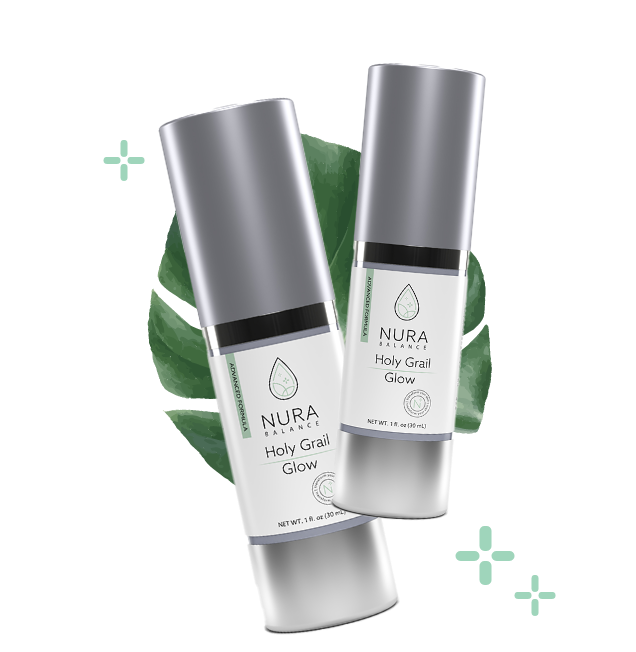 ADVANCED FORMULA
NURA
BALANCE
Holy Grail
Glow
NET WT. 1 fl. oz (30 mL)
ADVANCED FORMULA
NURA
BALANCE
Holy Grail
Glow
N
NET WT. 1 fl. oz (30 mL)